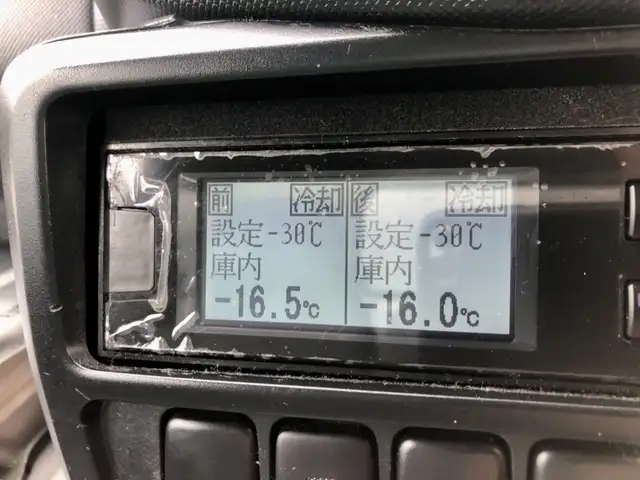 前 冷却
設定-30℃
庫内
-16.5℃
後 冷却
設定-30℃
庫内
-16.0℃